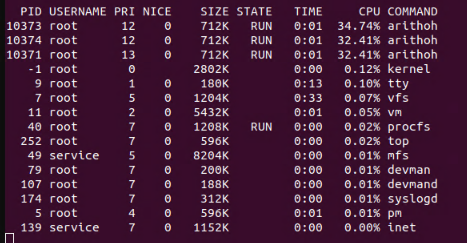 PID USERNAME PRI NICE SIZE STATE TIME CPU COMMAND
10373 root 12 0 712K RUN 0:01 34.74% arithoh
10374 root 12 0 712K RUN 0:01 32.41% arithoh
10371 root 13 0 712K RUN 0:01 32.41% arithoh
-1 root 0 2802K 0:00 0.12% kernel
9 root 1 0 180K 0:13 0.10% tty
7 root 5 0 1204K 0:33 0.07% vfs
11 root 2 0 5432K 0:01 0.05% vm
40 root 7 0 1208K RUN 0:00 0.02% procfs
252 root 7 0 596K 0:00 0.02% top
49 service 5 0 8204K 0:00 0.01% mfs
79 root 7 0 200K 0:00 0.01% devman
107 root 7 0 188K 0:00 0.01% devmand
174 root 7 0 312K 0:00 0.01% syslogd
5 root 4 0 596K 0:01 0.01% pm
139 service 7 0 1152K 0:00 0.00% inet